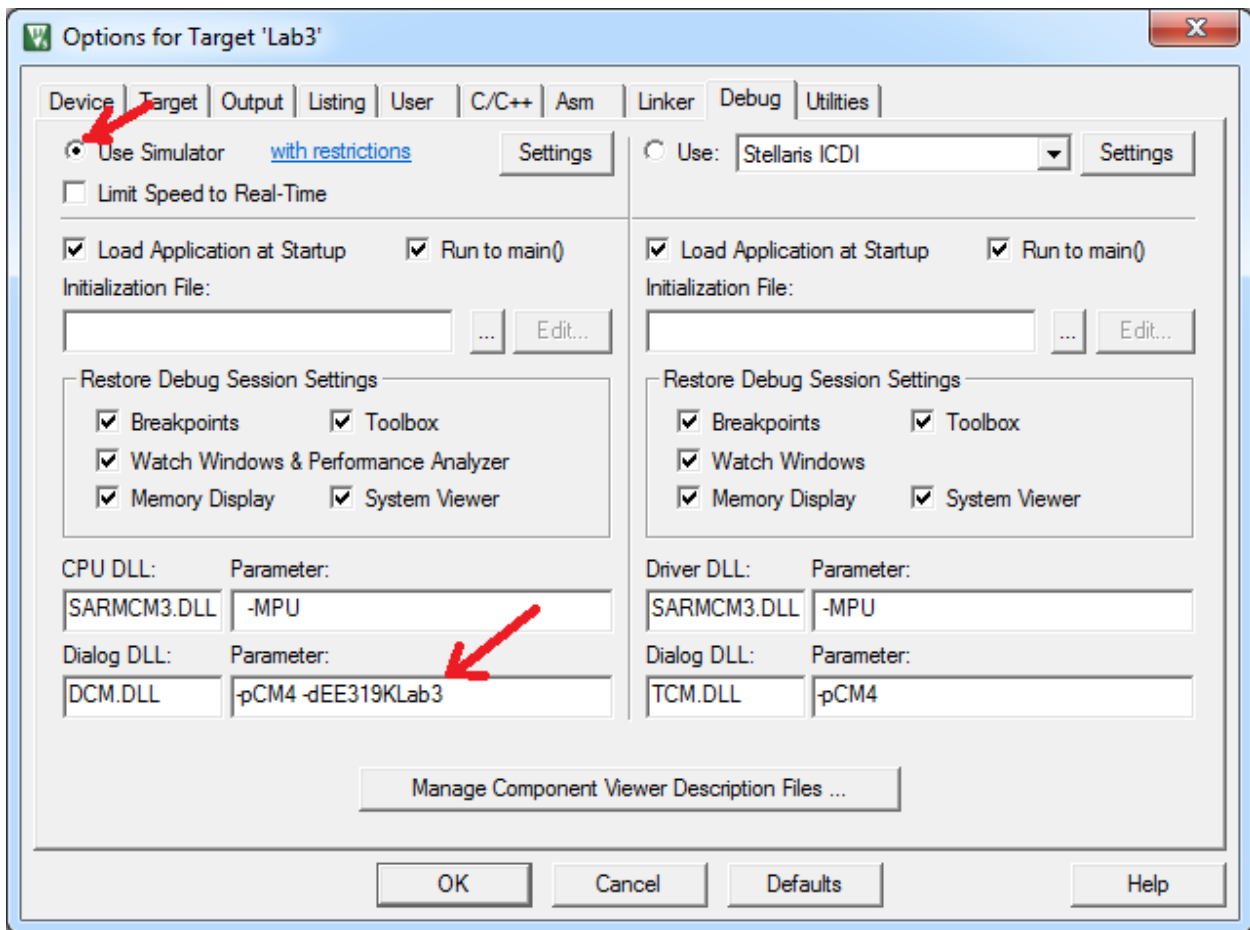 Options for Target 'Lab3'
Device Target Output Listing User C/C++ Asm Linker Debug Utilities
Use Simulator with restrictions Settings Use: Stellaris ICDI Settings
Limit Speed to Real-Time
Load Application at Startup Run to main() Load Application at Startup Run to main()
Initialization File: Initialization File:
... Edit... ... Edit...
Restore Debug Session Settings Restore Debug Session Settings
Breakpoints Toolbox Breakpoints Toolbox
Watch Windows & Performance Analyzer Watch Windows
Memory Display System Viewer Memory Display System Viewer
CPU DLL: Parameter: Driver DLL: Parameter:
SARMCM3.DLL -MPU SARMCM3.DLL -MPU
Dialog DLL: Parameter: Dialog DLL: Parameter:
DCM.DLL -pCM4 -dEE319KLab3 TCM.DLL -pCM4
Manage Component Viewer Description Files ...
OK Cancel Defaults Help